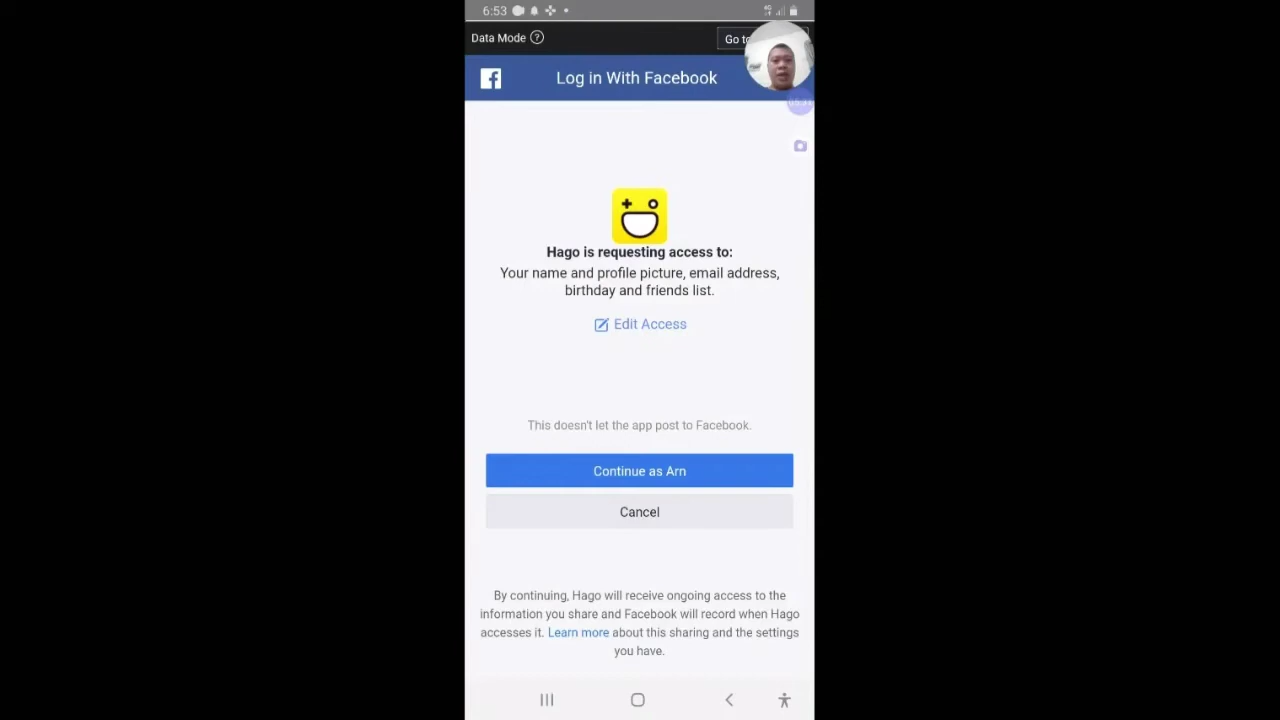 6:53
Data Mode ?
Go to
Log in With Facebook
05:31
Hago is requesting access to:
Your name and profile picture, email address,
birthday and friends list.
Edit Access
This doesn't let the app post to Facebook.
Continue as Arn
Cancel
By continuing, Hago will receive ongoing access to the
information you share and Facebook will record when Hago
accesses it. Learn more about this sharing and the settings
you have.